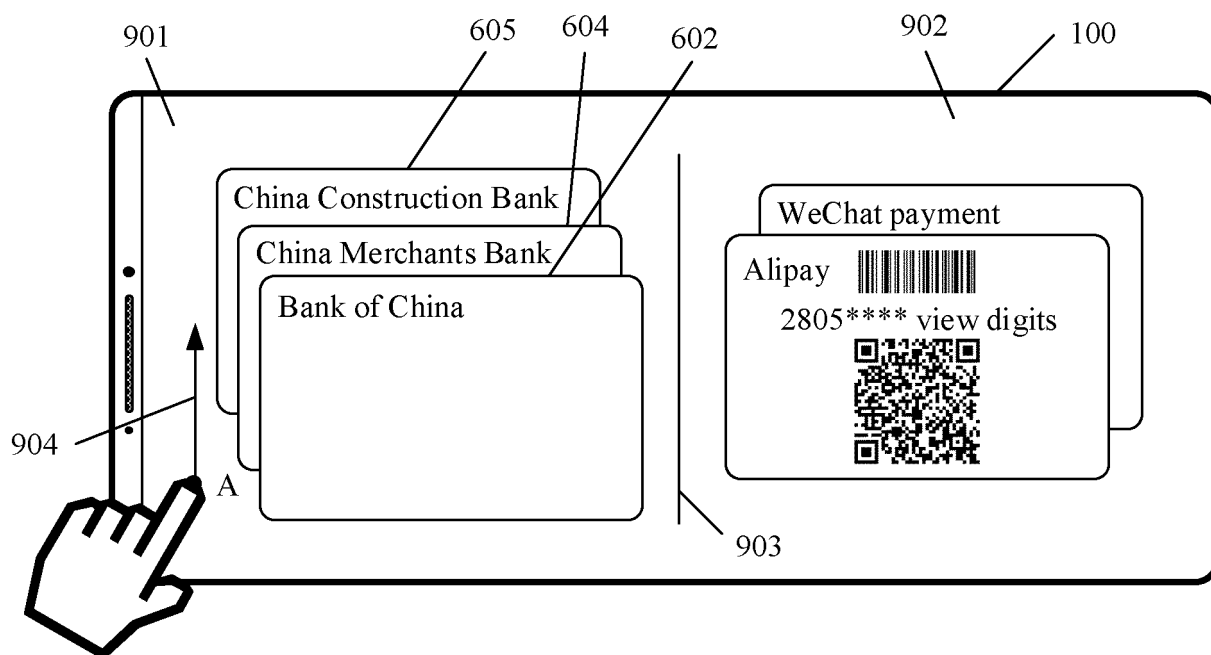 901
605
604
602
902
100
China Construction Bank
China Merchants Bank
Bank of China
WeChat payment
Alipay
2805**** view digits
904
A
903